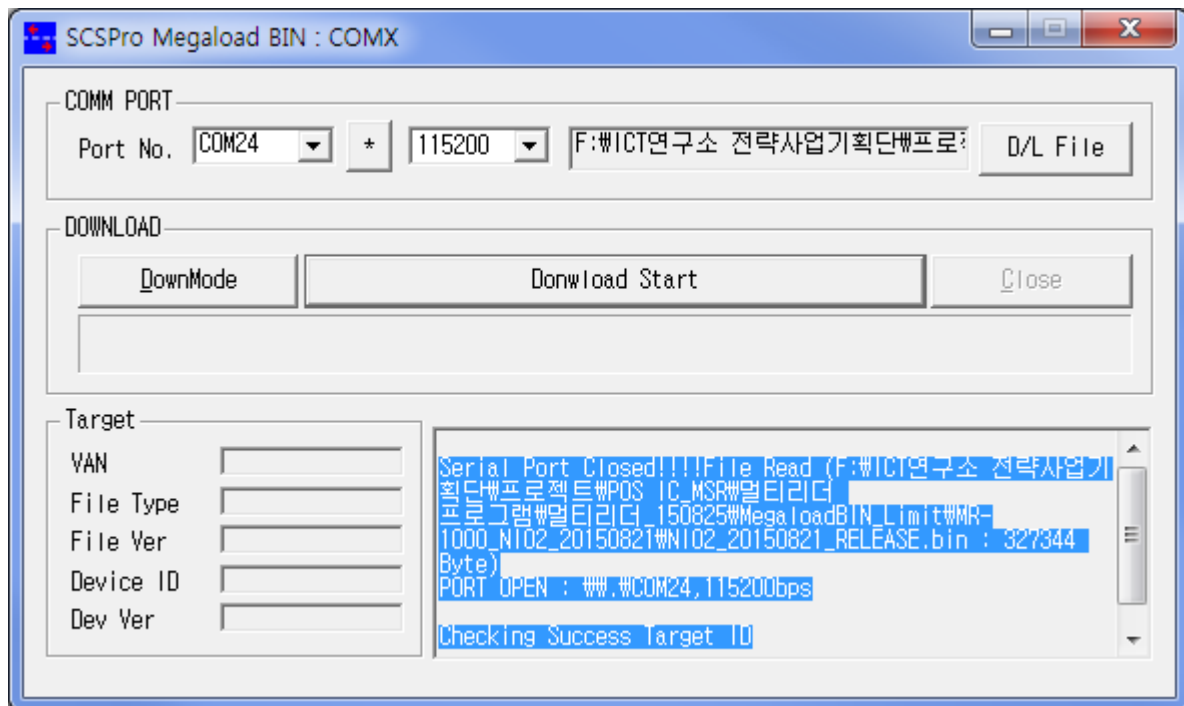 SCSPro Megaload BIN : COMX
COMM PORT
Port No. COM24 * 115200 F:₩ICT연구소 전략사업기획단₩프로 D/L File
DOWNLOAD
DownMode Donwload Start Close
Target
VAN
File Type
File Ver
Device ID
Dev Ver
Serial Port Closed!!!!File Read (F:₩ICT연구소 전략사업기
획단₩프로젝트₩POS IC_MSR₩멀티리더
프로그램₩멀티리더_150825₩MegaloadBIN_Limit₩MR-
1000_NI02_20150821₩NI02_20150821_RELEASE.bin : 327344
Byte)
PORT OPEN : ₩₩.₩COM24,115200bps
Checking Success Target ID